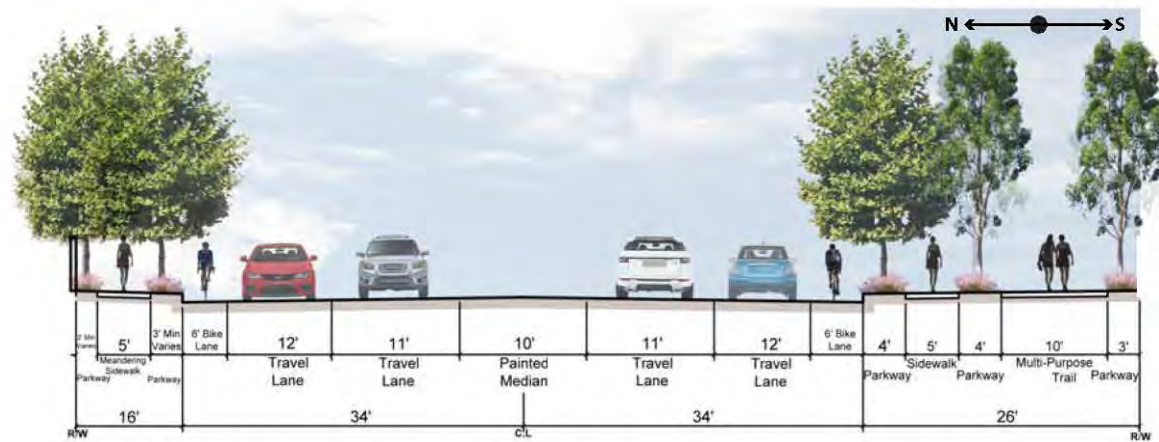 N S
2' Min Varies
5'
3' Min Varies
6' Bike Lane
12'
11'
10'
11'
12'
6' Bike Lane
4'
5'
4'
10'
3'
Parkway
Meandering Sidewalk
Parkway
Travel Lane
Travel Lane
Painted Median
Travel Lane
Travel Lane
Parkway
Sidewalk
Parkway
Multi-Purpose Trail
Parkway
16'
34'
34'
26'
R/W
C/L
R/W